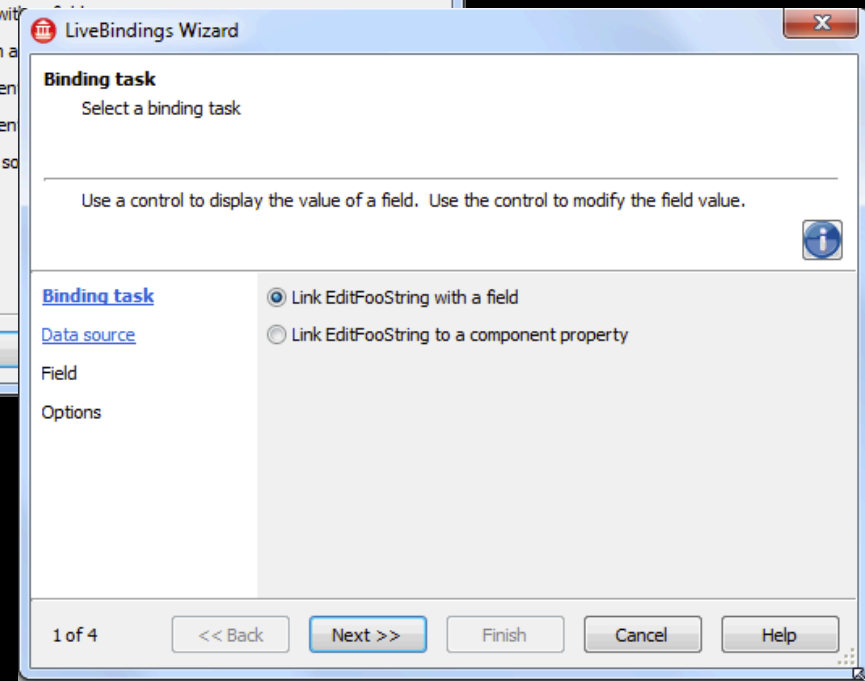 LiveBindings Wizard
Binding task
Select a binding task
Use a control to display the value of a field. Use the control to modify the field value.
Binding task
Data source
Field
Options
Link EditFooString with a field
Link EditFooString to a component property
1 of 4
<< Back
Next >>
Finish
Cancel
Help